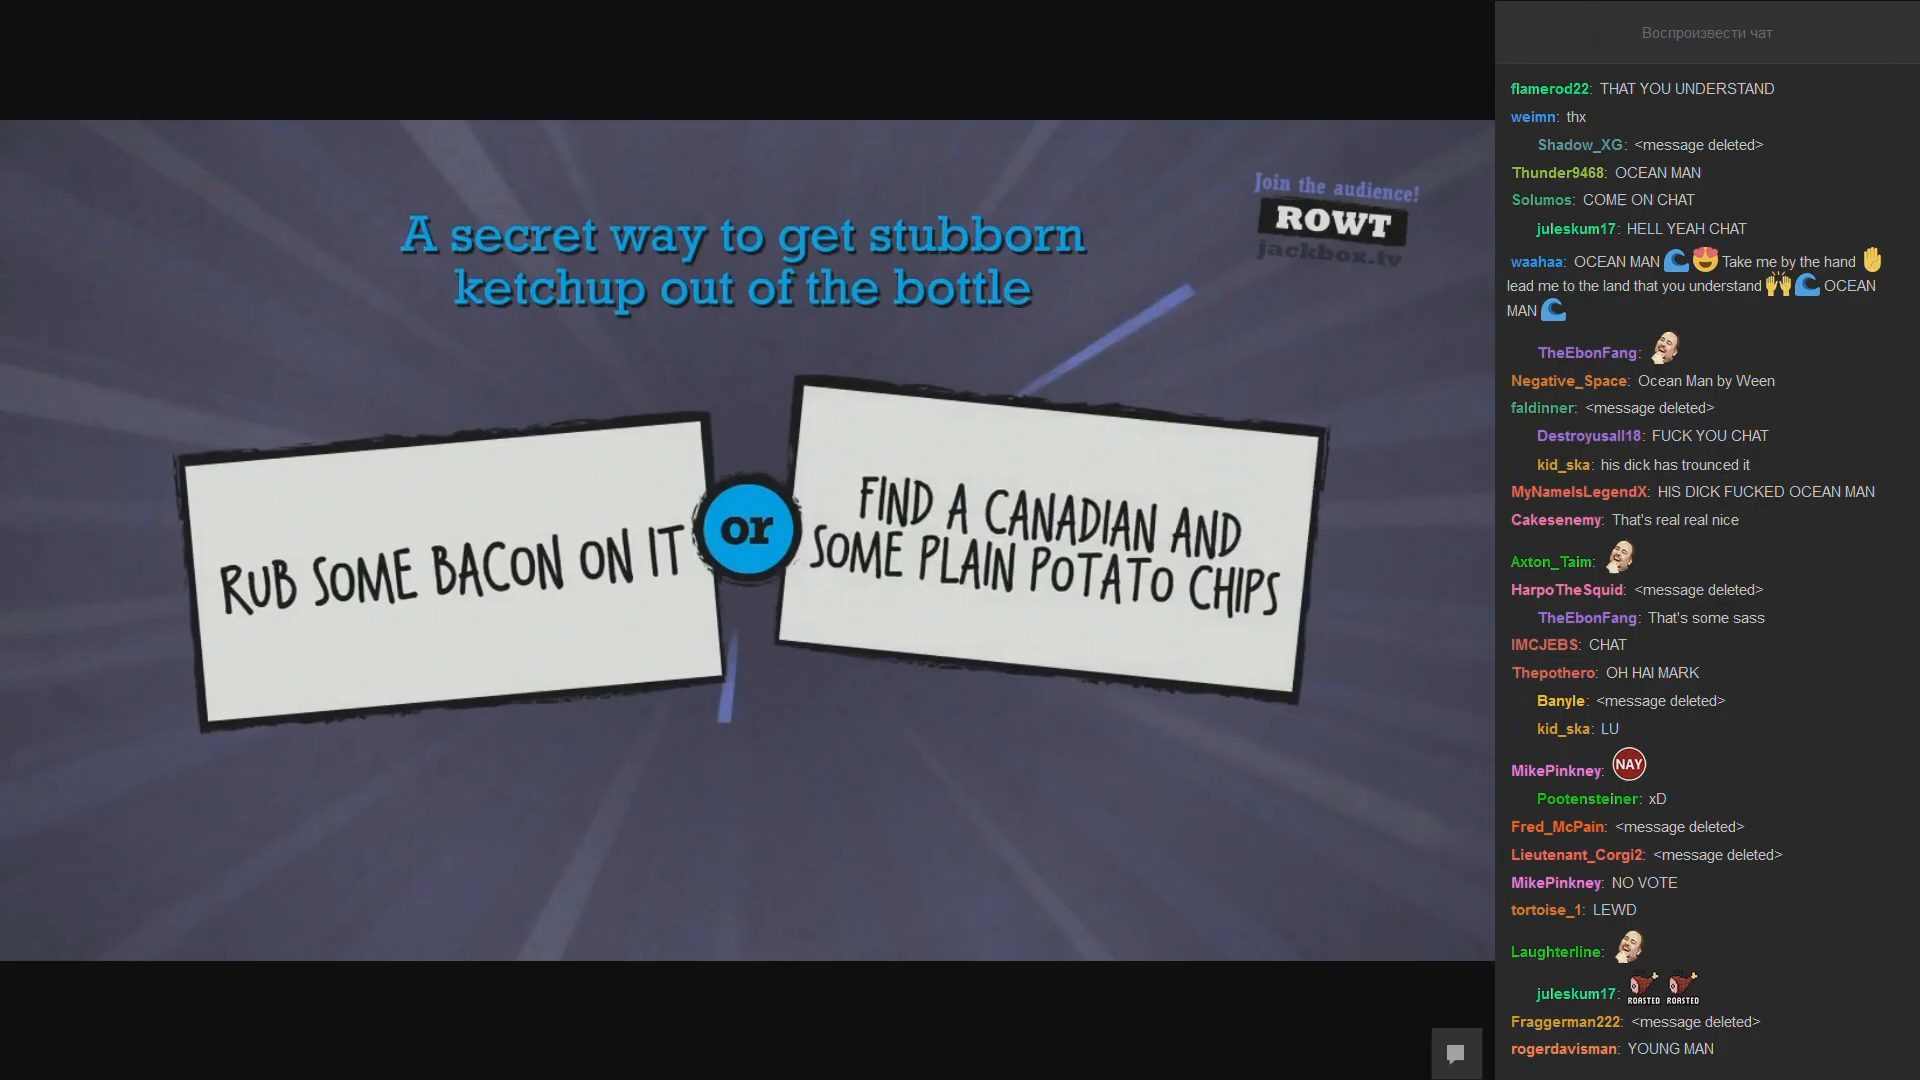 A secret way to get stubborn
ketchup out of the bottle
Join the audience!
ROWT
jackbox.tv
RUB SOME BACON ON IT
or
FIND A CANADIAN AND
SOME PLAIN POTATO CHIPS
Воспроизвести чат
flamerod22: THAT YOU UNDERSTAND
weimn: thx
Shadow_XG: <message deleted>
Thunder9468: OCEAN MAN
Solumos: COME ON CHAT
juleskum17: HELL YEAH CHAT
waahaa: OCEAN MAN 🌊 😍 Take me by the hand ✋
lead me to the land that you understand 🙌 🌊 OCEAN
MAN 🌊
TheEbonFang:
Negative_Space: Ocean Man by Ween
faldinner: <message deleted>
Destroyusall18: FUCK YOU CHAT
kid_ska: his dick has trounced it
MyNameIsLegendX: HIS DICK FUCKED OCEAN MAN
Cakesenemy: That's real real nice
Axton_Taim:
HarpoTheSquid: <message deleted>
TheEbonFang: That's some sass
IMCJEBS: CHAT
Thepothero: OH HAI MARK
Banyle: <message deleted>
kid_ska: LU
MikePinkney: NAY
Pootensteiner: xD
Fred_McPain: <message deleted>
Lieutenant_Corgi2: <message deleted>
MikePinkney: NO VOTE
tortoise_1: LEWD
Laughterline:
juleskum17: ROASTED ROASTED
Fraggerman222: <message deleted>
rogerdavisman: YOUNG MAN